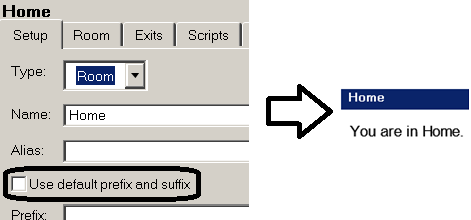 Home
Setup Room Exits Scripts
Type: Room
Name: Home
Alias:
Use default prefix and suffix
Prefix:
Home
You are in Home.